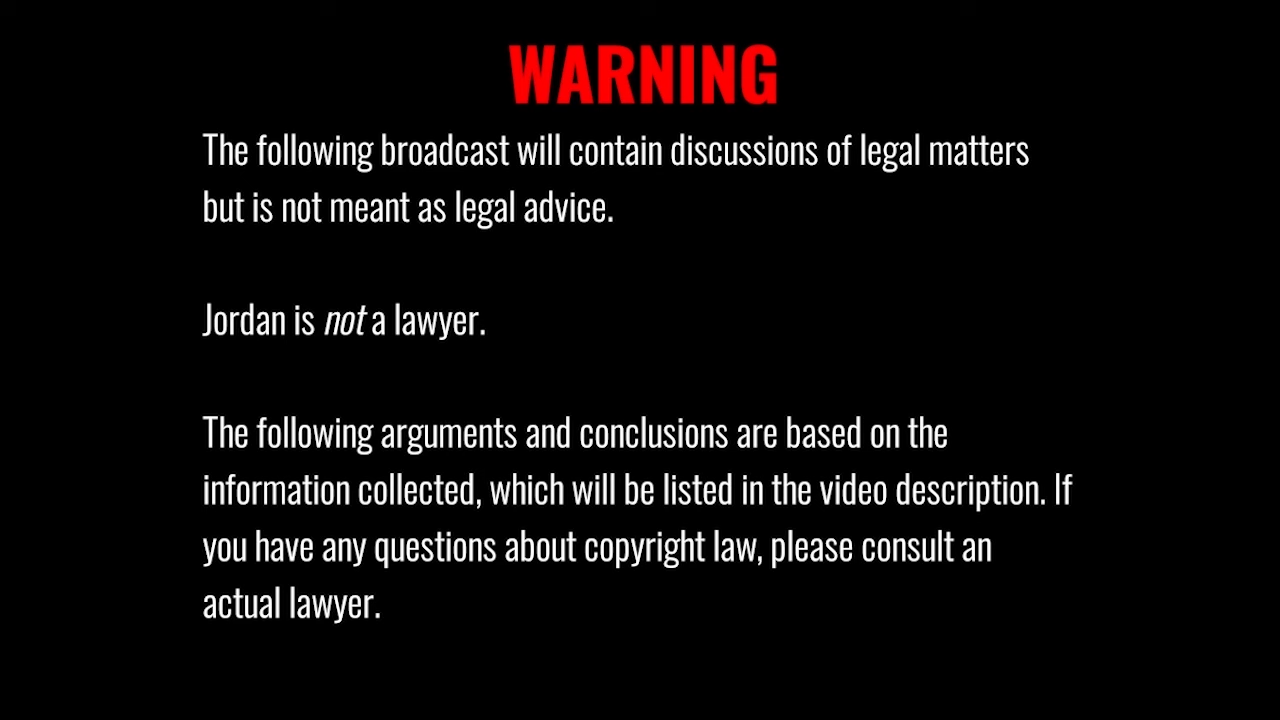 WARNING
The following broadcast will contain discussions of legal matters
but is not meant as legal advice.
Jordan is not a lawyer.
The following arguments and conclusions are based on the
information collected, which will be listed in the video description. If
you have any questions about copyright law, please consult an
actual lawyer.